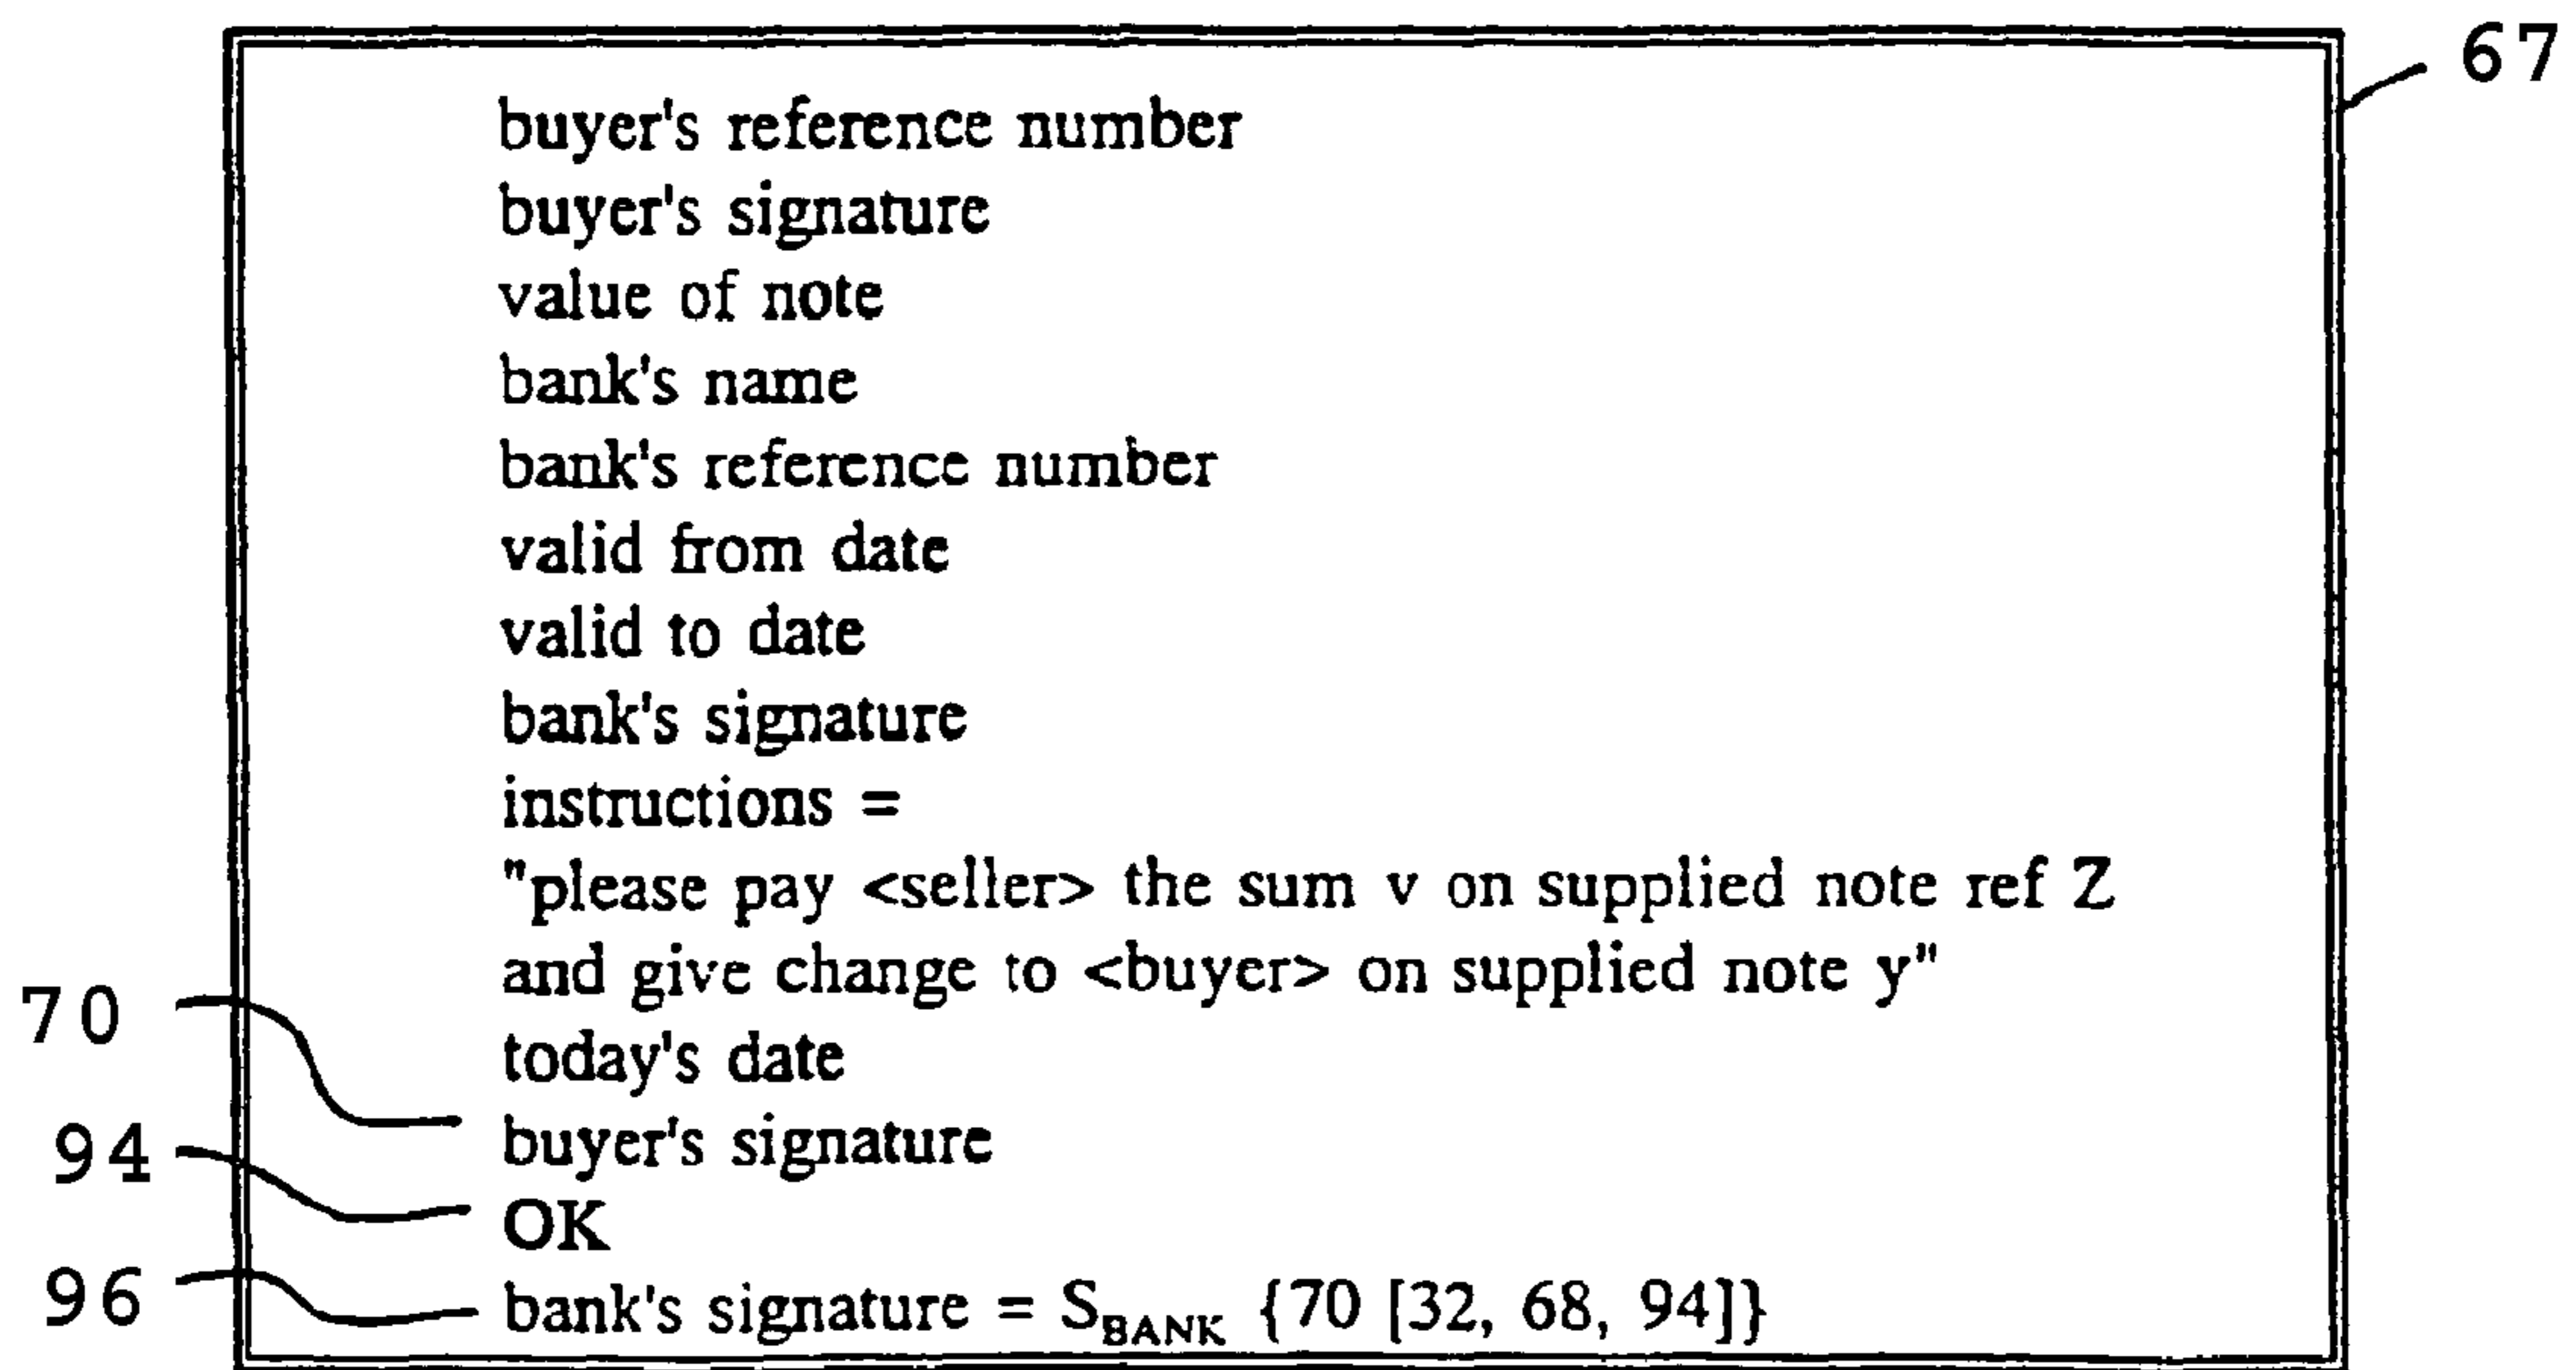 67
buyer's reference number
buyer's signature
value of note
bank's name
bank's reference number
valid from date
valid to date
bank's signature
instructions =
"please pay <seller> the sum v on supplied note ref Z
and give change to <buyer> on supplied note y"
70
today's date
buyer's signature
94
OK
96
bank's signature = S_BANK {70 [32, 68, 94]}